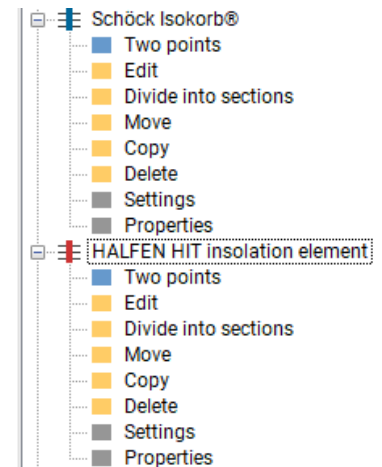 Schöck Isokorb®
Two points
Edit
Divide into sections
Move
Copy
Delete
Settings
Properties
HALFEN HIT insolation element
Two points
Edit
Divide into sections
Move
Copy
Delete
Settings
Properties